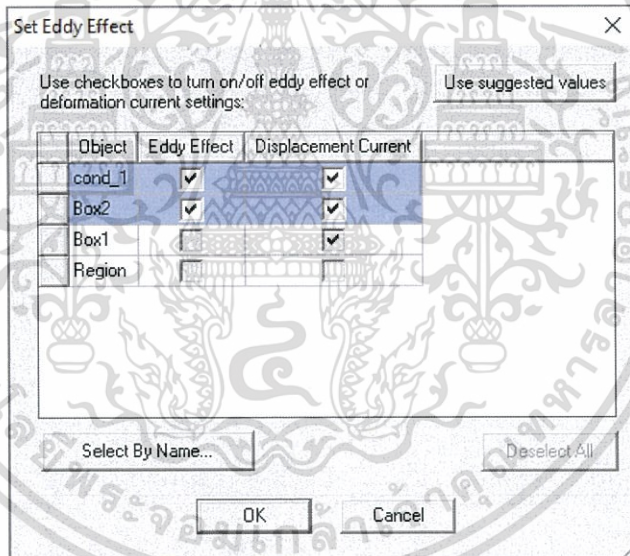 Set Eddy Effect
Use checkboxes to turn on/off eddy effect or
deformation current settings:
Use suggested values
Object Eddy Effect Displacement Current
cond_1
Box2
Box1
Region
Select By Name...
Deselect All
OK Cancel